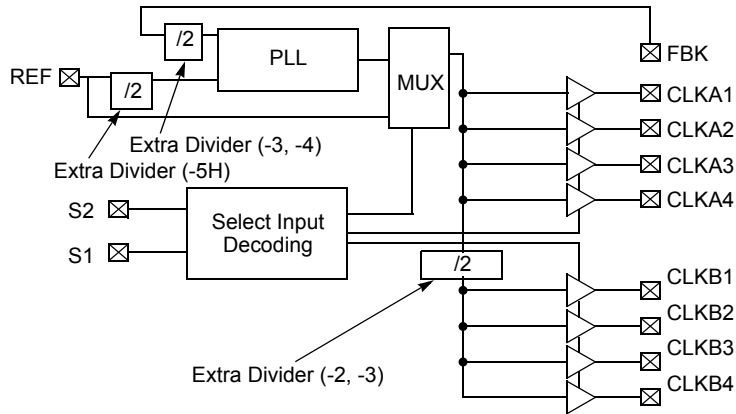 /2
PLL
MUX
FBK
REF
/2
CLKA1
CLKA2
CLKA3
CLKA4
Extra Divider (-3, -4)
Extra Divider (-5H)
S2
S1
Select Input
Decoding
/2
CLKB1
CLKB2
CLKB3
CLKB4
Extra Divider (-2, -3)